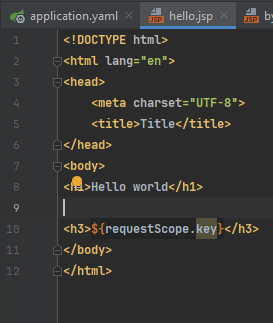 application.yaml hello.jsp by
1 <!DOCTYPE html>
2 <html lang="en">
3 <head>
4 <meta charset="UTF-8">
5 <title>Title</title>
6 </head>
7 <body>
8 <h1>Hello world</h1>
9
10 <h3>${requestScope.key}</h3>
11 </body>
12 </html>